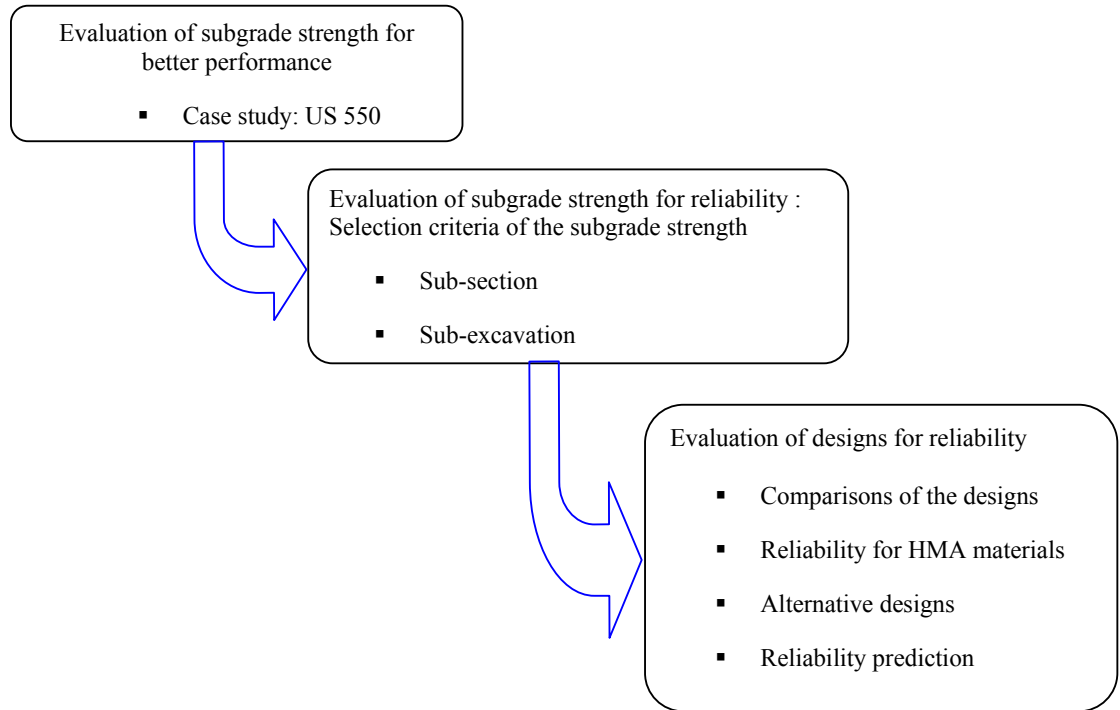 Evaluation of subgrade strength for
better performance
▪ Case study: US 550
Evaluation of subgrade strength for reliability :
Selection criteria of the subgrade strength
▪ Sub-section
▪ Sub-excavation
Evaluation of designs for reliability
▪ Comparisons of the designs
▪ Reliability for HMA materials
▪ Alternative designs
▪ Reliability prediction